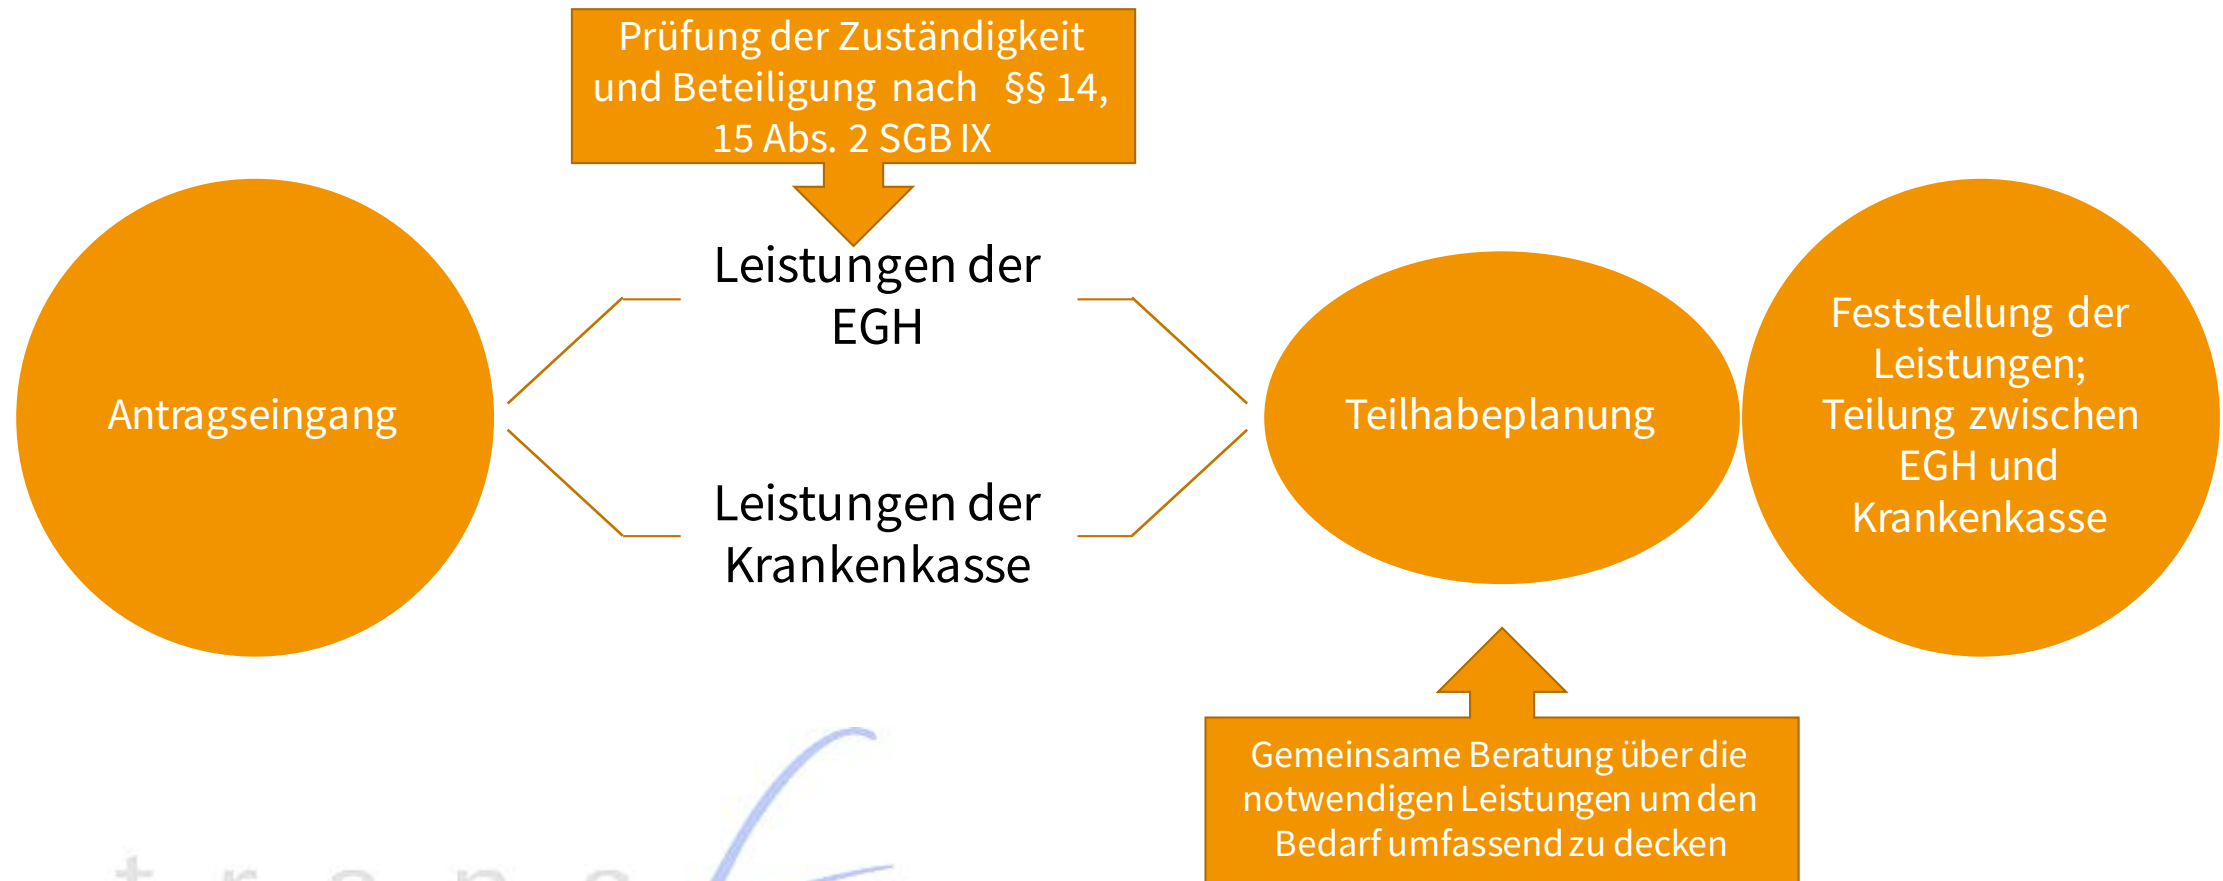 Prüfung der Zuständigkeit
und Beteiligung nach §§ 14,
15 Abs. 2 SGB IX
Antragseingang
Leistungen der
EGH
Leistungen der
Krankenkasse
Teilhabeplanung
Feststellung der
Leistungen;
Teilung zwischen
EGH und
Krankenkasse
Gemeinsame Beratung über die
notwendigen Leistungen um den
Bedarf umfassend zu decken